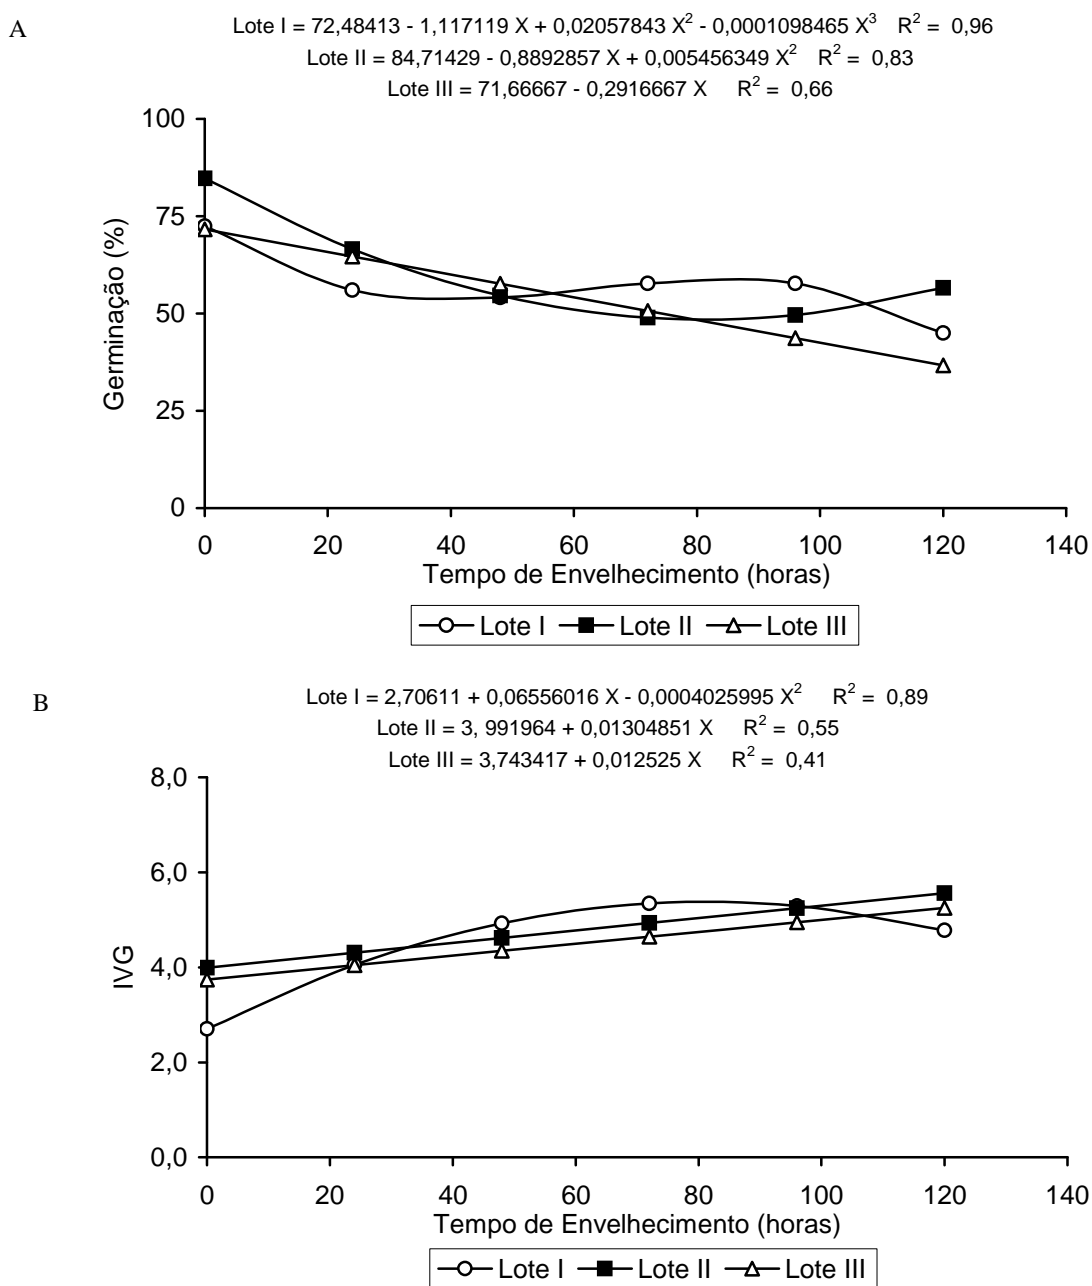 A
Lote I = 72,48413 - 1,117119 X + 0,02057843 X² - 0,0001098465 X³ R² = 0,96
Lote II = 84,71429 - 0,8892857 X + 0,005456349 X² R² = 0,83
Lote III = 71,66667 - 0,2916667 X R² = 0,66
100
75
50
25
0
Germinação (%)
0 20 40 60 80 100 120 140
Tempo de Envelhecimento (horas)
Lote I Lote II Lote III
B
Lote I = 2,70611 + 0,06556016 X - 0,0004025995 X² R² = 0,89
Lote II = 3, 991964 + 0,01304851 X R² = 0,55
Lote III = 3,743417 + 0,012525 X R² = 0,41
8,0
6,0
4,0
2,0
0,0
IVG
0 20 40 60 80 100 120 140
Tempo de Envelhecimento (horas)
Lote I Lote II Lote III